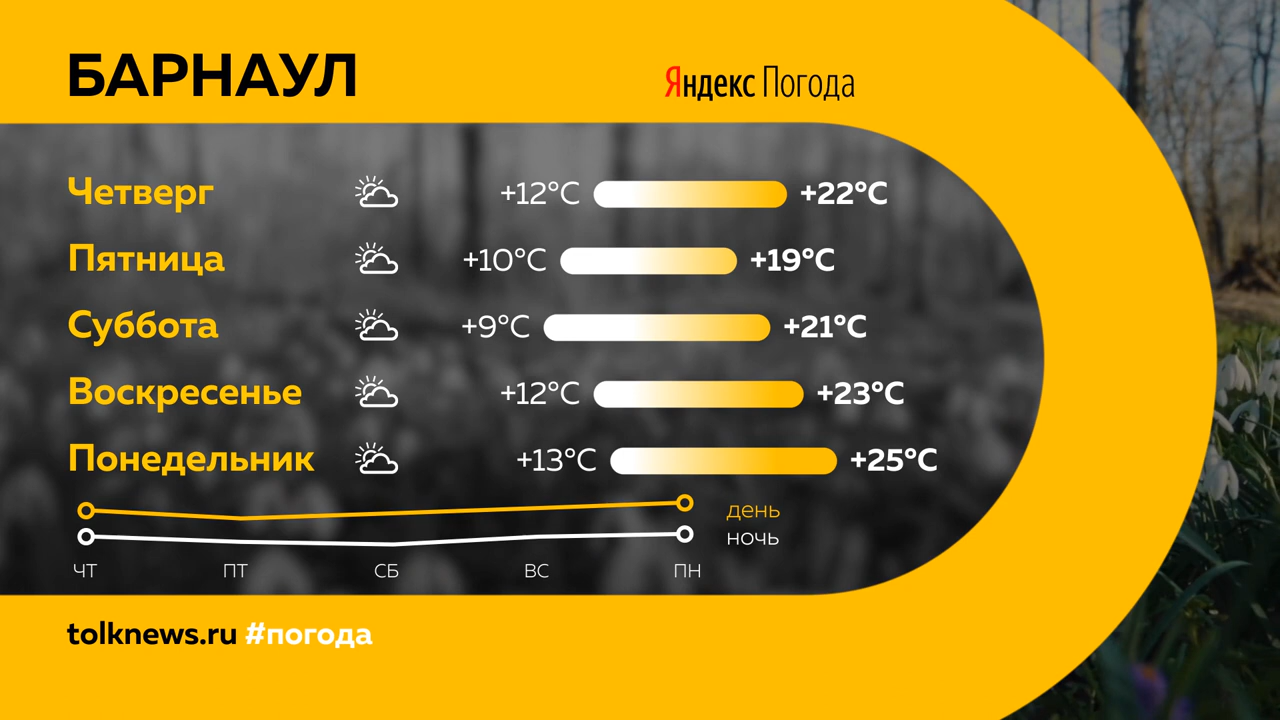 БАРНАУЛ
Яндекс Погода
Четверг +12°C +22°C
Пятница +10°C +19°C
Суббота +9°C +21°C
Воскресенье +12°C +23°C
Понедельник +13°C +25°C
день
ночь
ЧТ ПТ СБ ВС ПН
tolknews.ru #погода